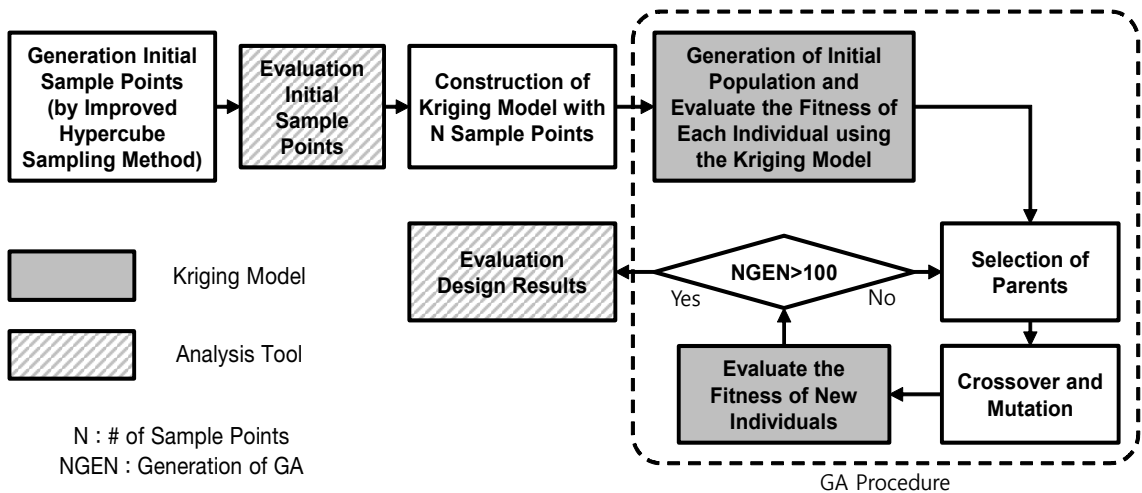 Generation Initial
Sample Points
(by Improved
Hypercube
Sampling Method)
Evaluation
Initial
Sample
Points
Construction of
Kriging Model with
N Sample Points
Generation of Initial
Population and
Evaluate the Fitness of
Each Individual using
the Kriging Model
Evaluation
Design Results
NGEN>100
Yes
No
Selection of
Parents
Evaluate the
Fitness of New
Individuals
Crossover and
Mutation
Kriging Model
Analysis Tool
N : # of Sample Points
NGEN : Generation of GA
GA Procedure